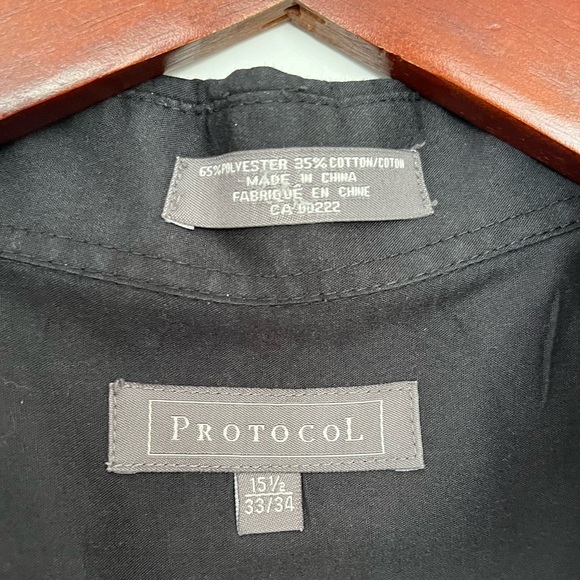 65% POLYESTER 35% COTTON/COTON
MADE IN CHINA
FABRIQUÉ EN CHINE
CA 00222
PROTOCOL
15½
33/34